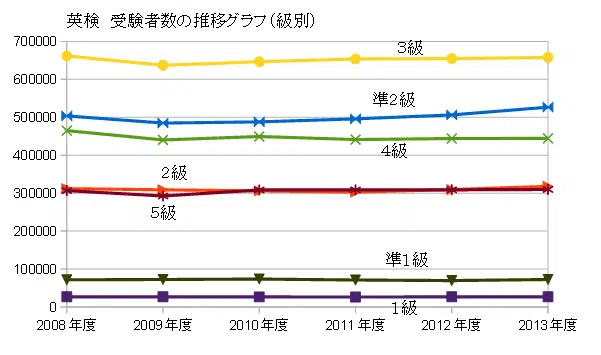 英検 受験者数の推移グラフ(級別)
700000
600000
500000
400000
300000
200000
100000
0
3級
準2級
4級
2級
5級
準1級
1級
2008年度 2009年度 2010年度 2011年度 2012年度 2013年度